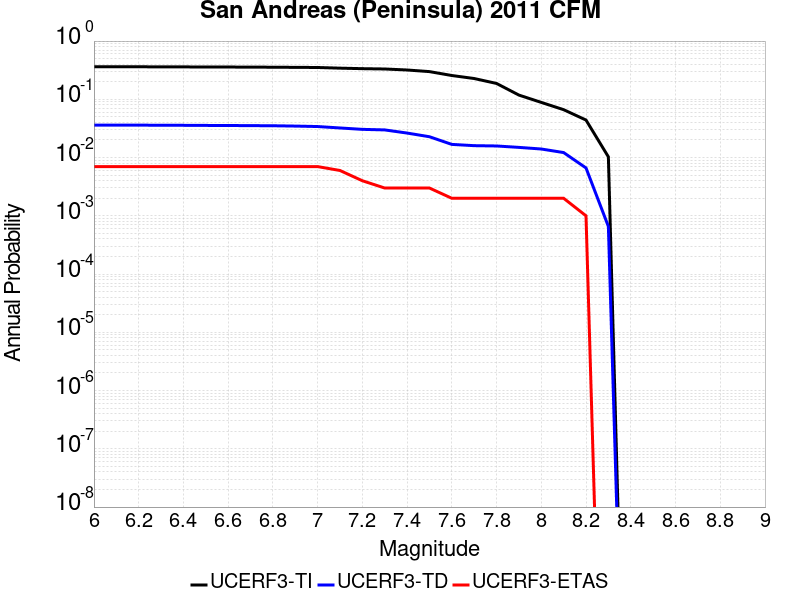 San Andreas (Peninsula) 2011 CFM
Annual Probability
10^0
10^-1
10^-2
10^-3
10^-4
10^-5
10^-6
10^-7
10^-8
6 6.2 6.4 6.6 6.8 7 7.2 7.4 7.6 7.8 8 8.2 8.4 8.6 8.8 9
Magnitude
UCERF3-TI UCERF3-TD UCERF3-ETAS